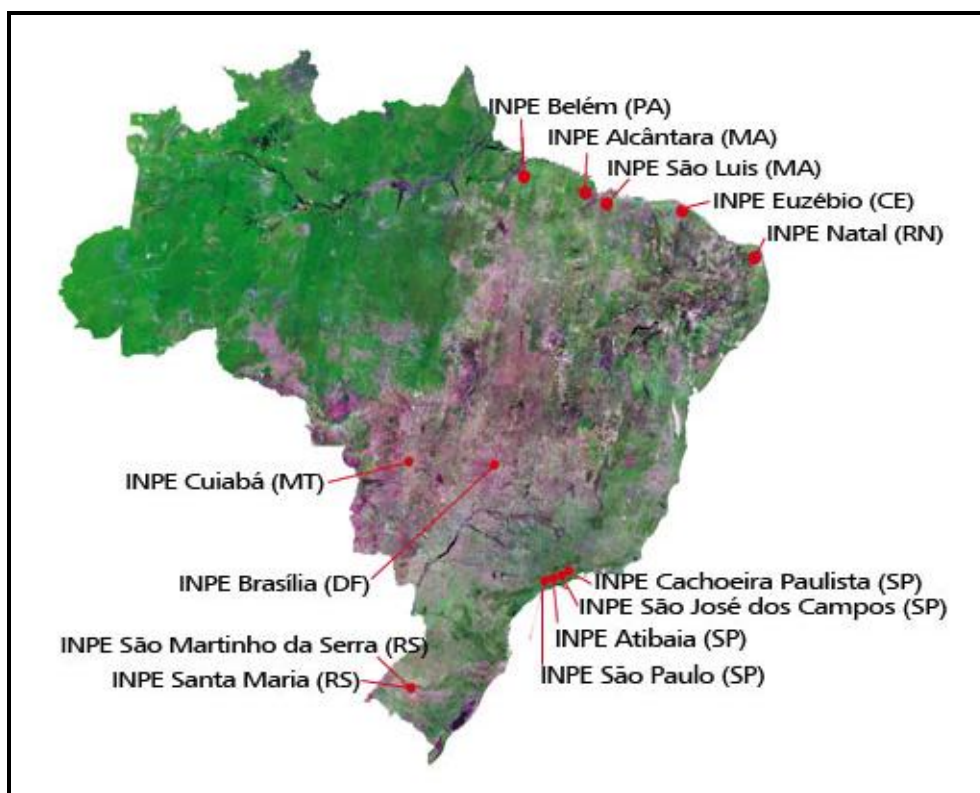 INPE Belém (PA)
INPE Alcântara (MA)
INPE São Luis (MA)
INPE Euzébio (CE)
INPE Natal (RN)
INPE Cuiabá (MT)
INPE Brasília (DF)
INPE Cachoeira Paulista (SP)
INPE São José dos Campos (SP)
INPE Atibaia (SP)
INPE São Paulo (SP)
INPE São Martinho da Serra (RS)
INPE Santa Maria (RS)